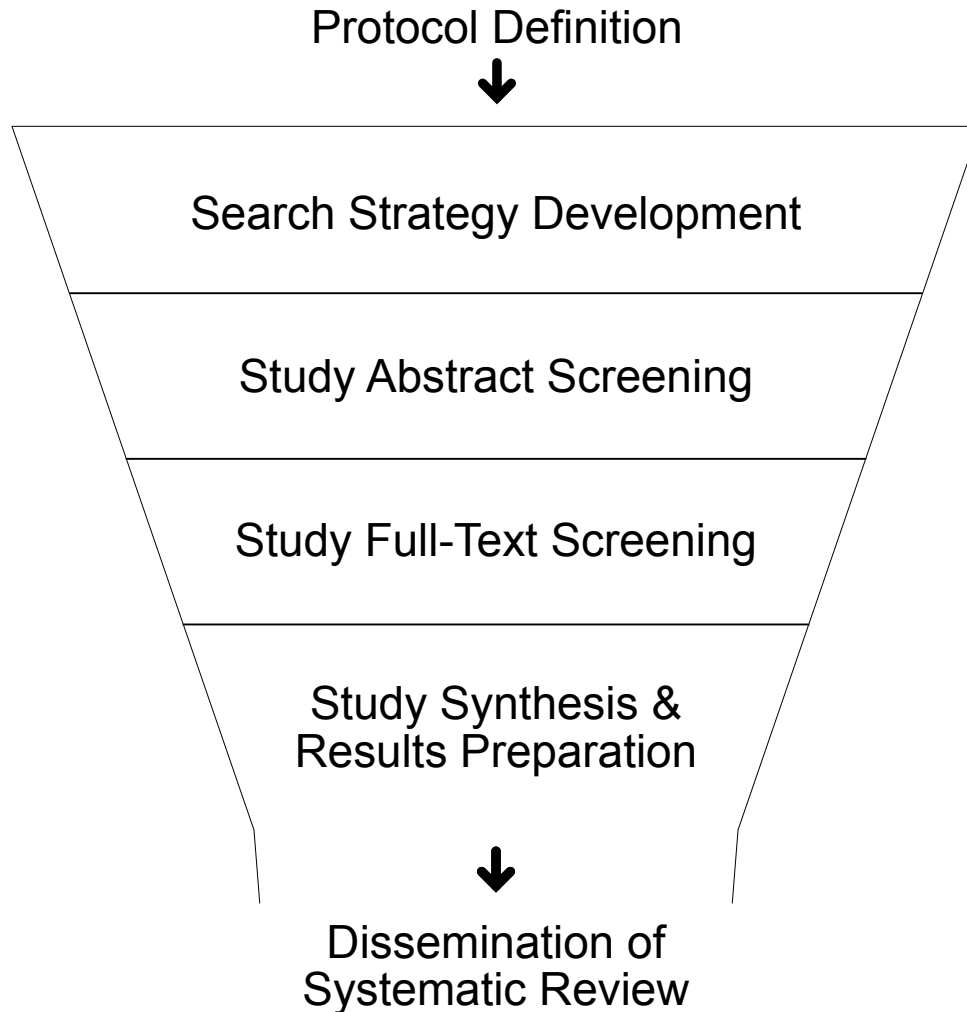 Protocol Definition
Search Strategy Development
Study Abstract Screening
Study Full-Text Screening
Study Synthesis &
Results Preparation
Dissemination of
Systematic Review